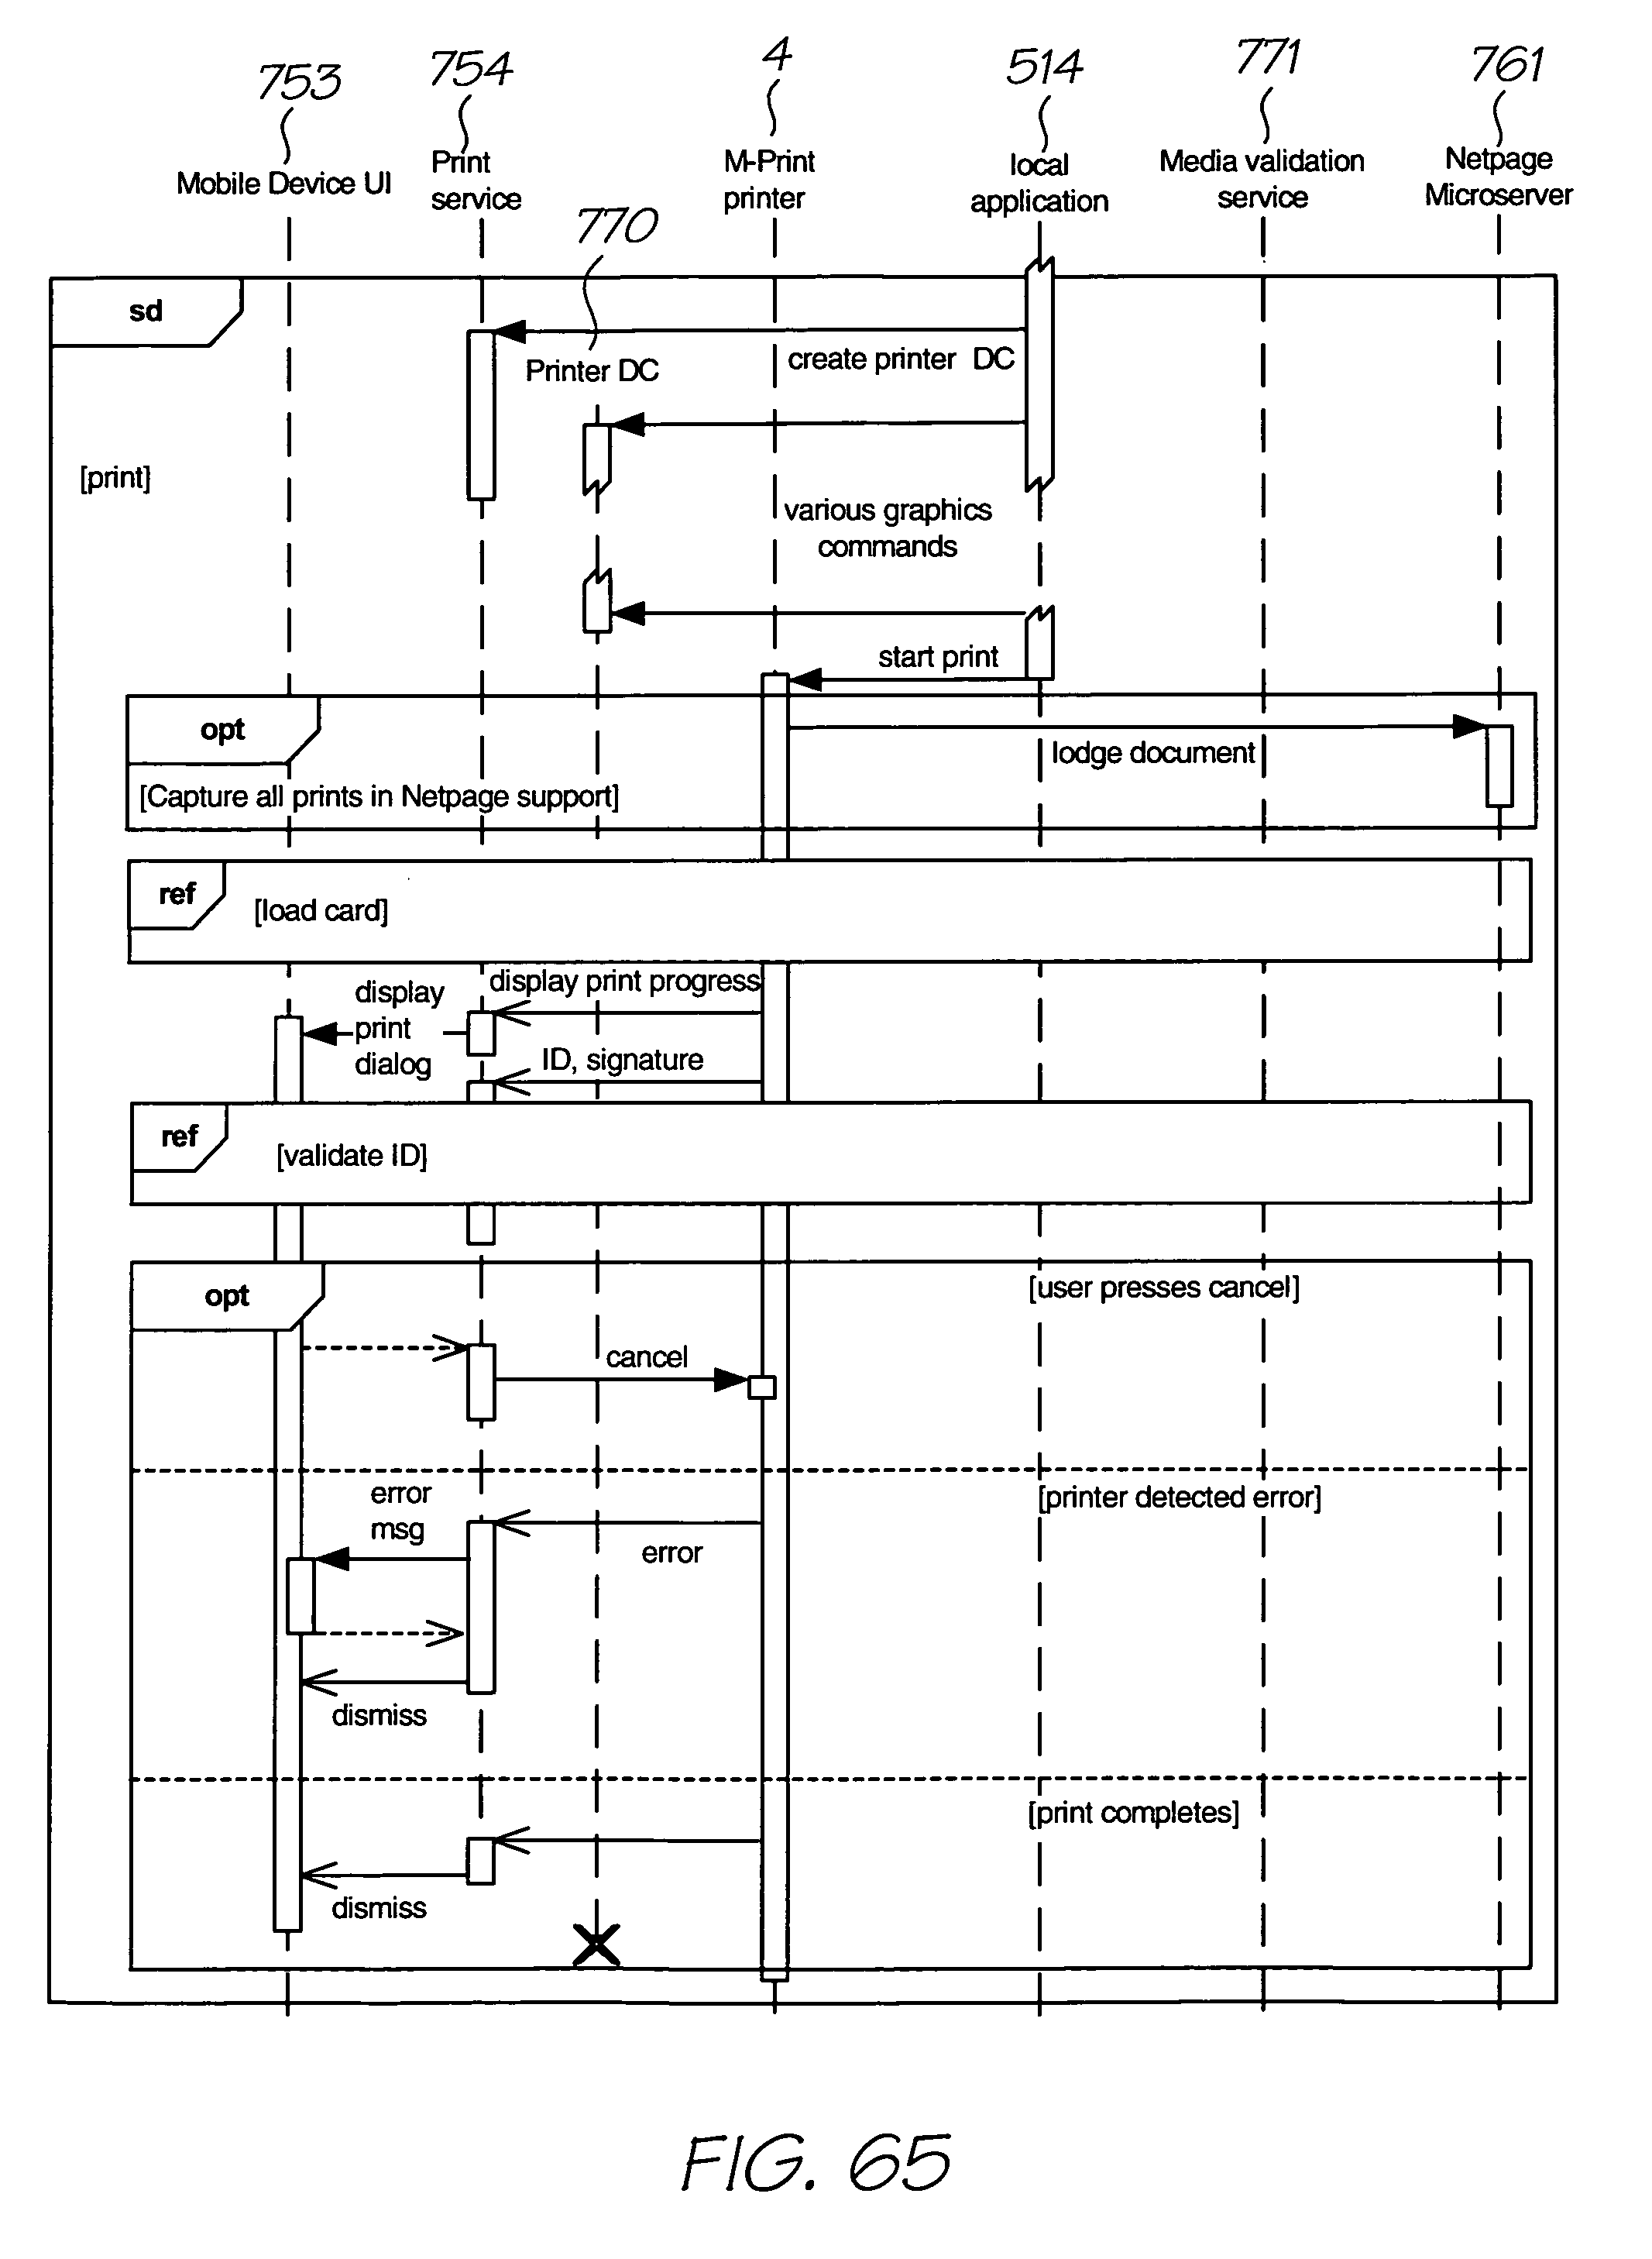 753
754
4
514
771
761
Mobile Device UI
Print
service
M-Print
printer
local
application
Media validation
service
Netpage
Microserver
770
sd
Printer DC
create printer DC
[print]
various graphics
commands
start print
opt
lodge document
[Capture all prints in Netpage support]
ref
[load card]
display print progress
display
print
dialog
ID, signature
ref
[validate ID]
opt
[user presses cancel]
cancel
[printer detected error]
error
msg
error
dismiss
[print completes]
dismiss
FIG. 65